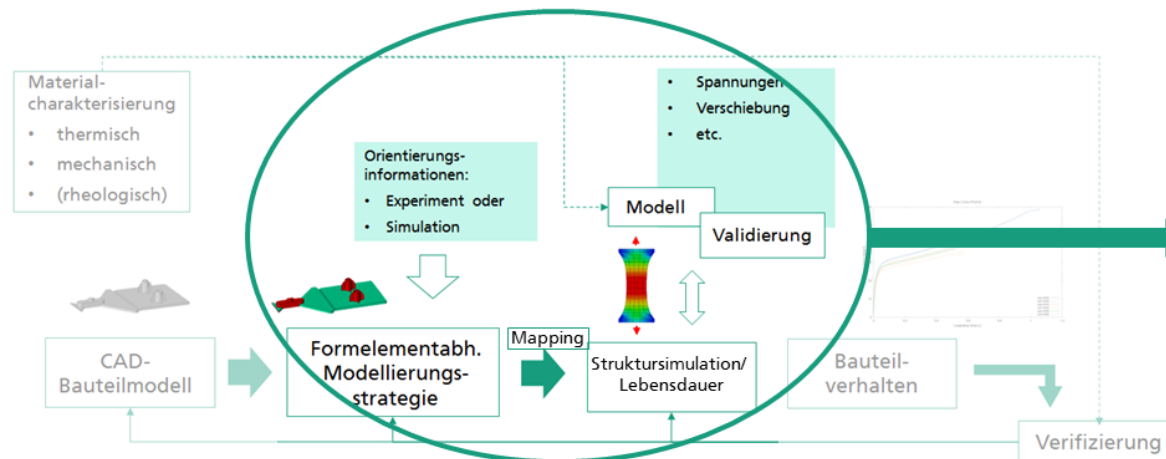 Material-
charakterisierung
• thermisch
• mechanisch
• (rheologisch)
Orientierungs-
informationen:
• Experiment oder
• Simulation
• Spannungen
• Verschiebung
• etc.
Modell
Validierung
CAD-
Bauteilmodell
Formelementabh.
Modellierungs-
strategie
Mapping
Struktursimulation/
Lebensdauer
Bauteil-
verhalten
Verifizierung